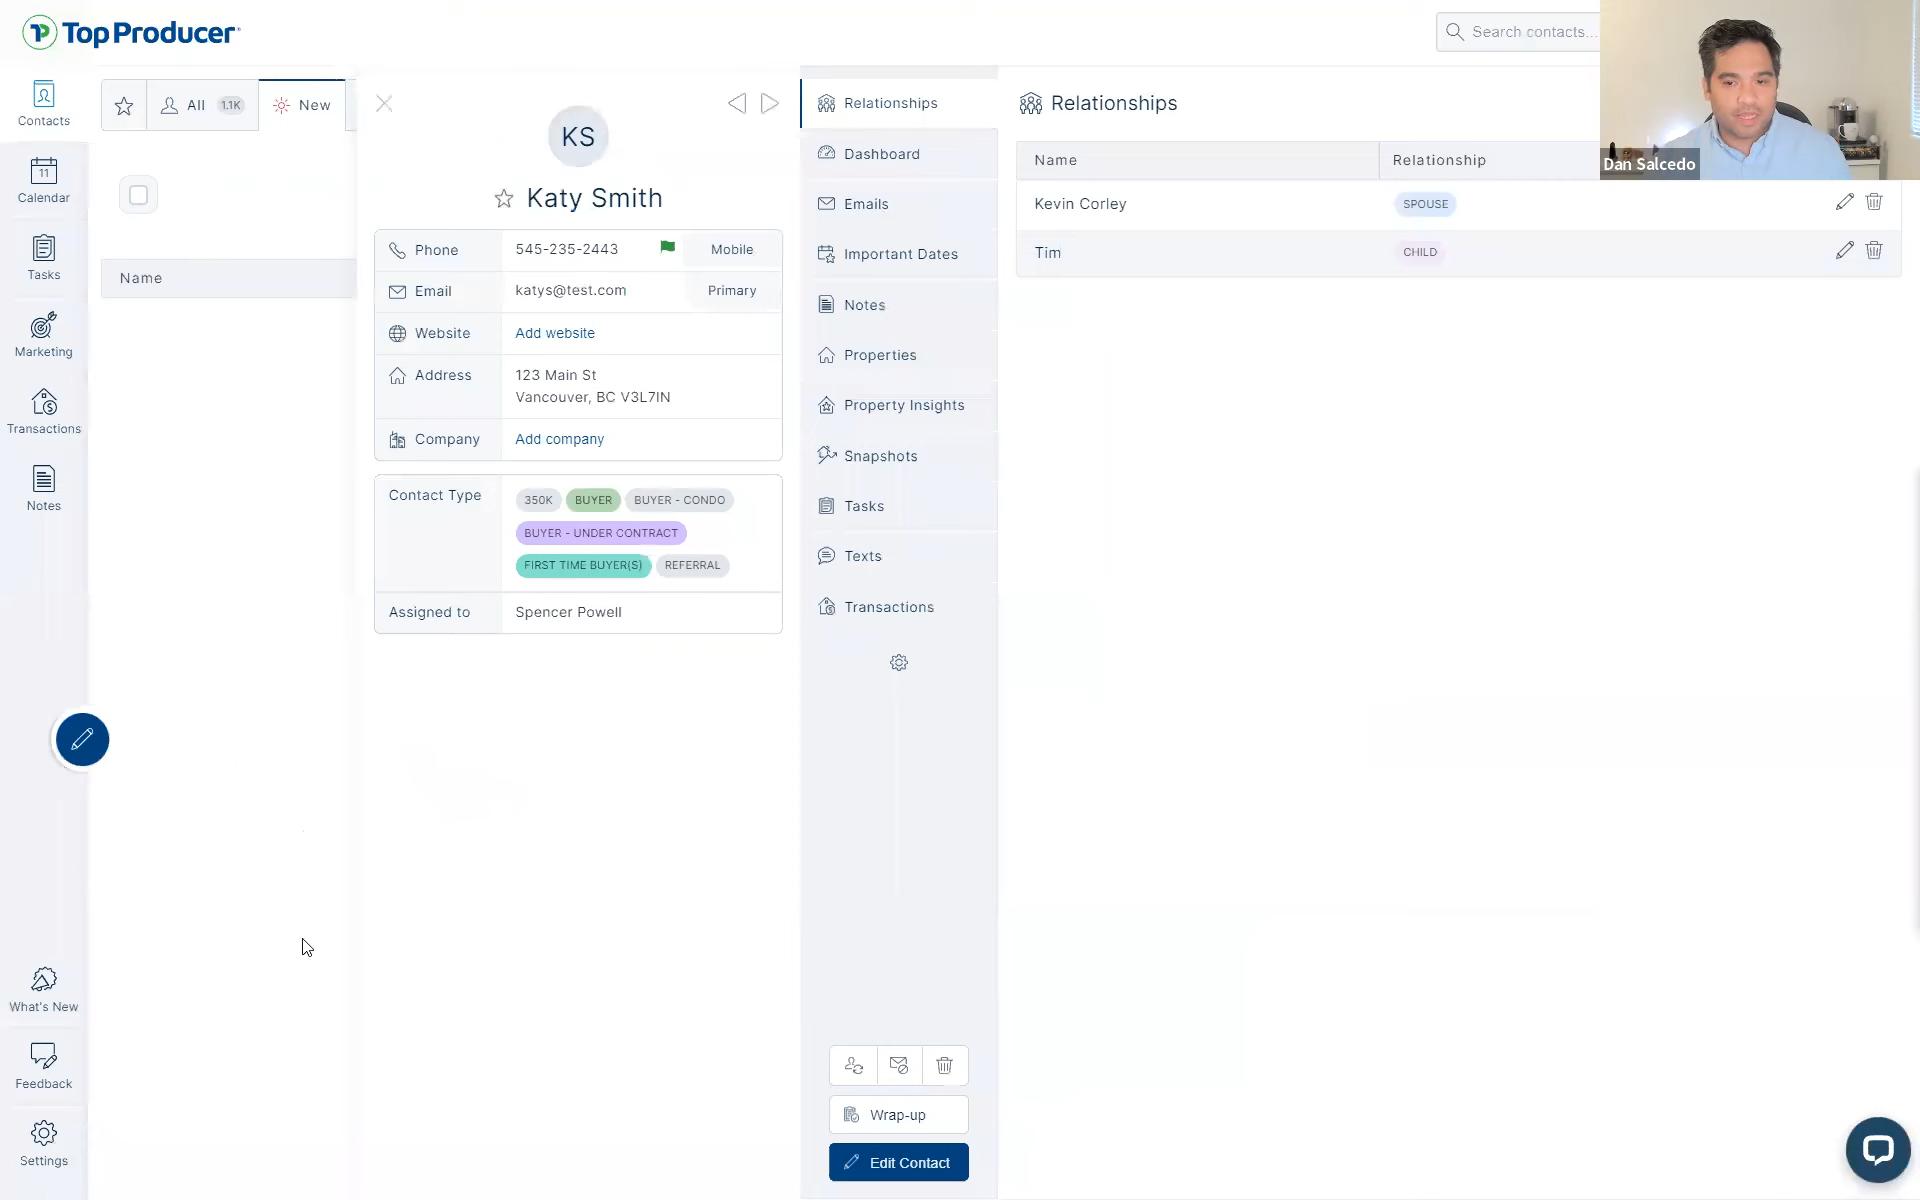 Top Producer
Search contacts...
Dan Salcedo
Contacts
11
Calendar
Tasks
Marketing
Transactions
Notes
What's New
Feedback
Settings
All 1.1K
New
Name
KS
Katy Smith
Phone 545-235-2443 Mobile
Email katys@test.com Primary
Website Add website
Address 123 Main St
Vancouver, BC V3L7IN
Company Add company
Contact Type 350K BUYER BUYER - CONDO
BUYER - UNDER CONTRACT
FIRST TIME BUYER(S) REFERRAL
Assigned to Spencer Powell
Relationships
Dashboard
Emails
Important Dates
Notes
Properties
Property Insights
Snapshots
Tasks
Texts
Transactions
Wrap-up
Edit Contact
Relationships
Name Relationship
Kevin Corley SPOUSE
Tim CHILD